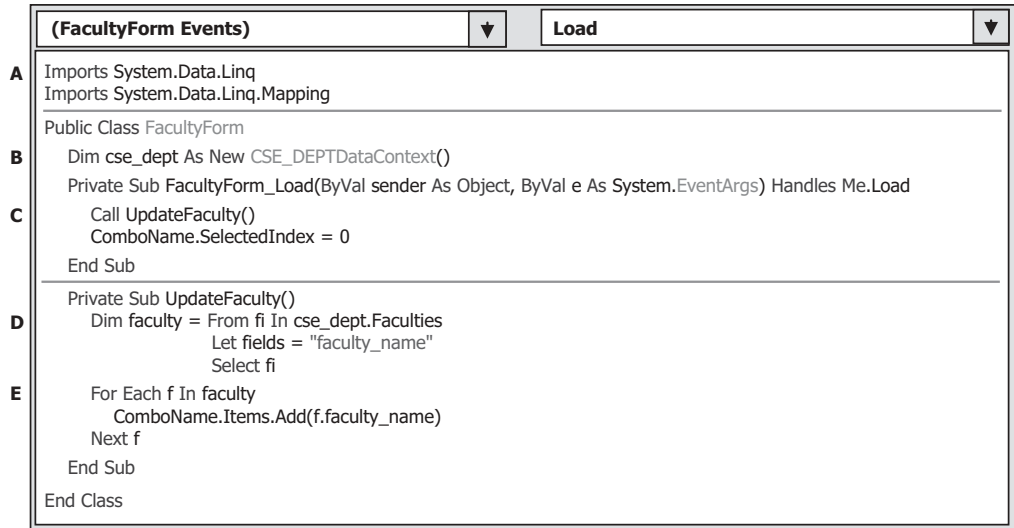 (FacultyForm Events) Load
A Imports System.Data.Linq
Imports System.Data.Linq.Mapping
Public Class FacultyForm
B Dim cse_dept As New CSE_DEPTDataContext()
Private Sub FacultyForm_Load(ByVal sender As Object, ByVal e As System.EventArgs) Handles Me.Load
C Call UpdateFaculty()
ComboName.SelectedIndex = 0
End Sub
Private Sub UpdateFaculty()
D Dim faculty = From fi In cse_dept.Faculties
Let fields = "faculty_name"
Select fi
E For Each f In faculty
ComboName.Items.Add(f.faculty_name)
Next f
End Sub
End Class